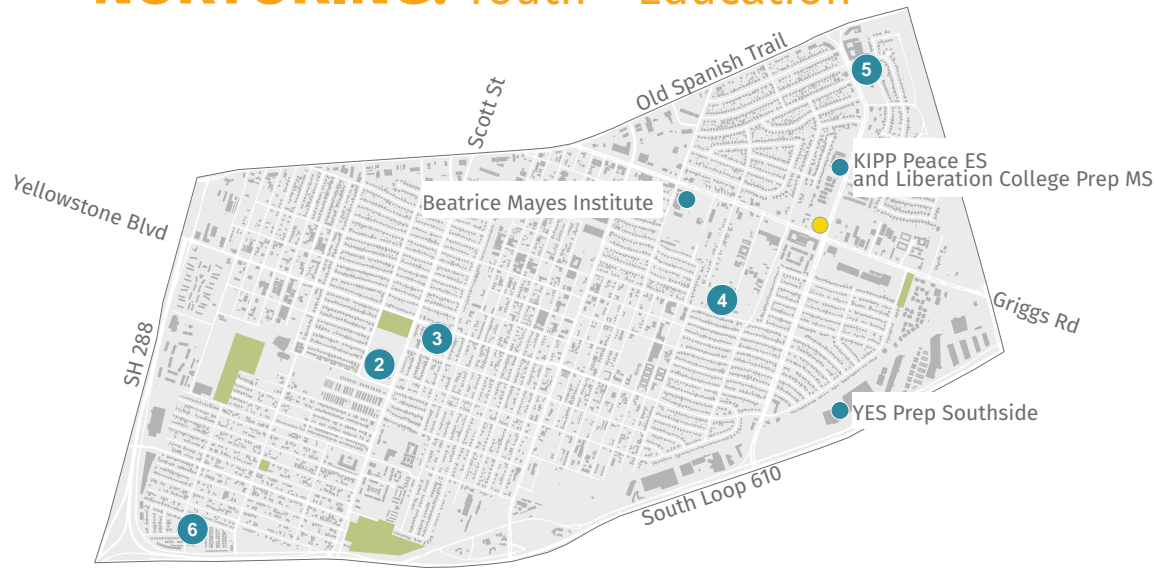 NURTURING: Youth - Education
Old Spanish Trail
5
Scott St
KIPP Peace ES
and Liberation College Prep MS
Yellowstone Blvd
Beatrice Mayes Institute
4
Griggs Rd
3
SH 288
2
YES Prep Southside
South Loop 610
6